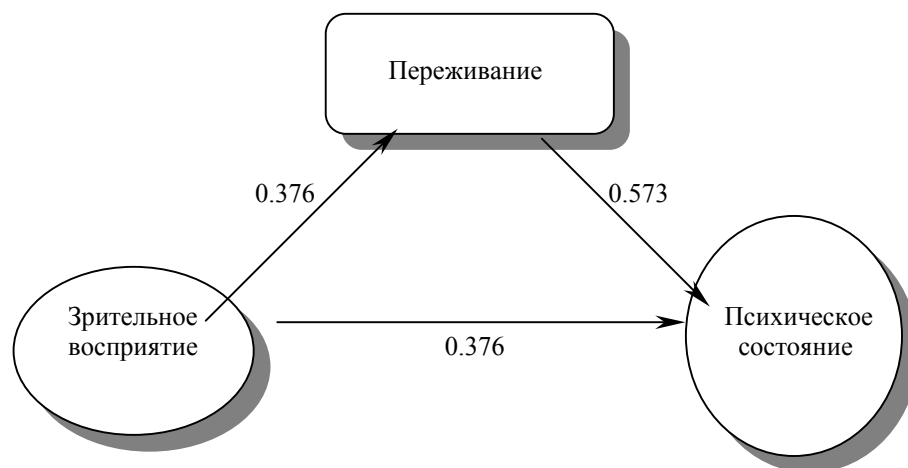 Переживание
0.376
0.573
Зрительное
восприятие
0.376
Психическое
состояние